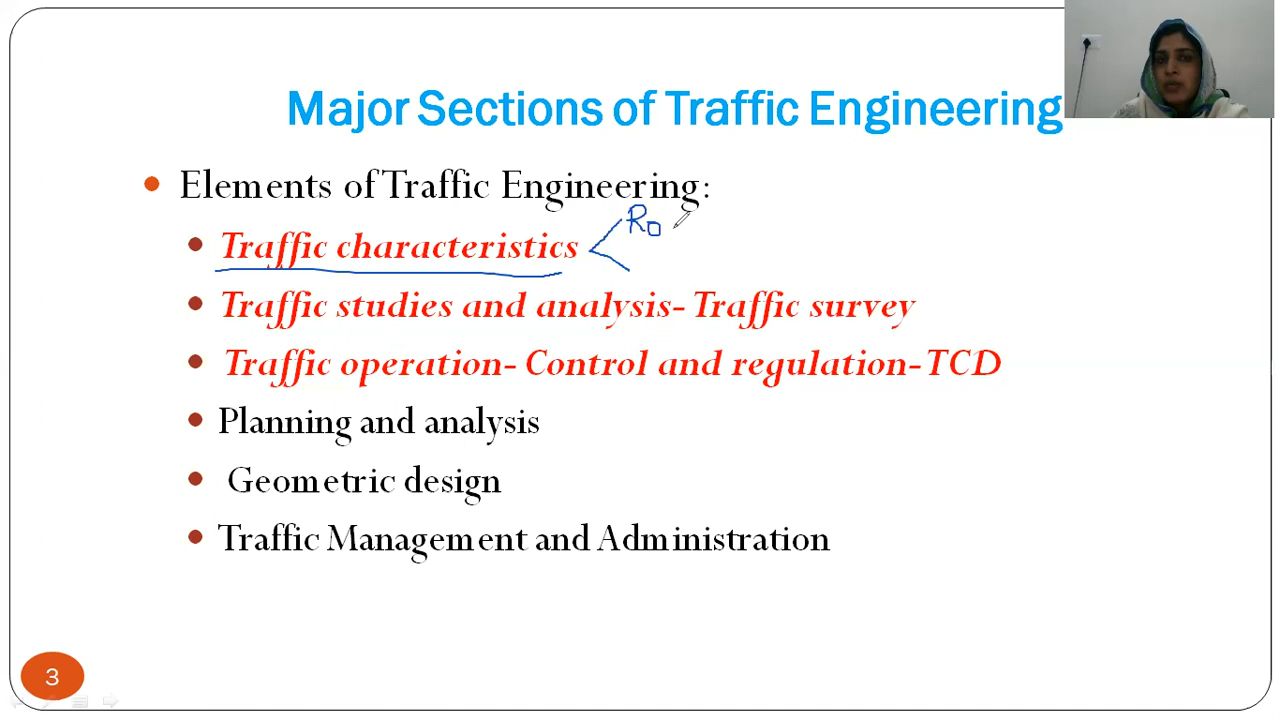 Major Sections of Traffic Engineering
Elements of Traffic Engineering:
Traffic characteristics Ro
Traffic studies and analysis- Traffic survey
Traffic operation- Control and regulation-TCD
Planning and analysis
Geometric design
Traffic Management and Administration
3